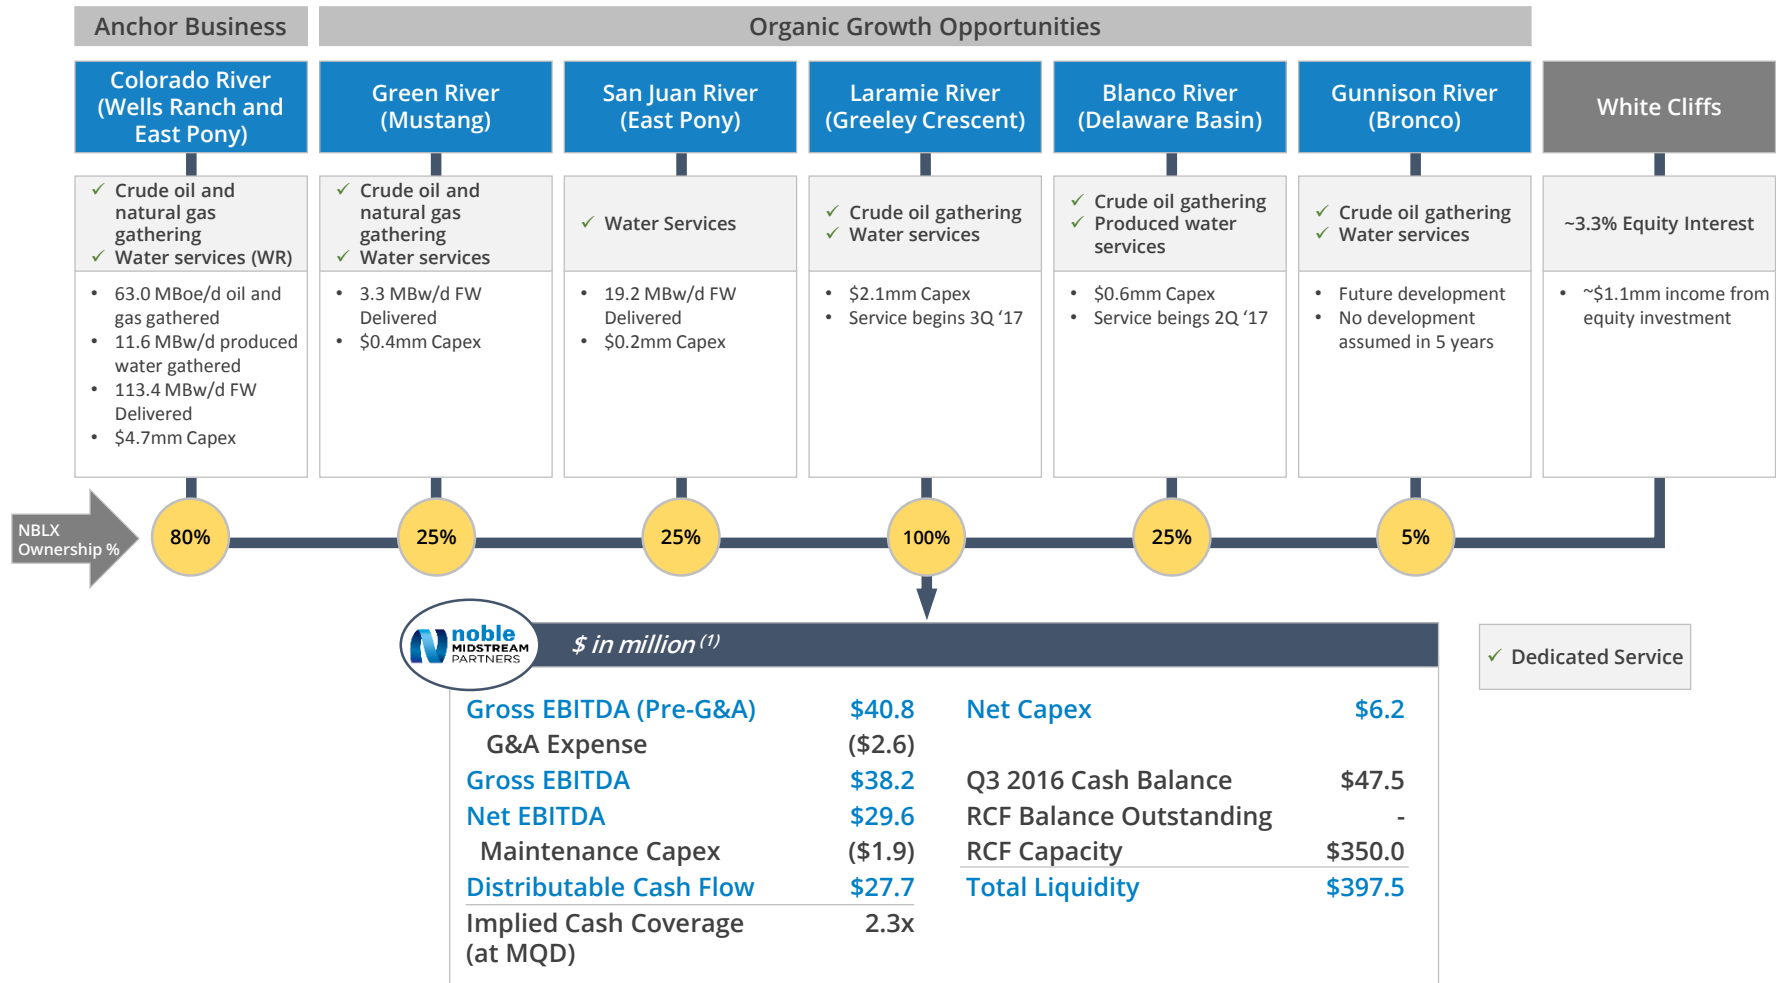 Anchor Business
Organic Growth Opportunities
Colorado River
(Wells Ranch and
East Pony)
✓ Crude oil and
natural gas
gathering
✓ Water services (WR)
• 63.0 MBoe/d oil and
gas gathered
• 11.6 MBw/d produced
water gathered
• 113.4 MBw/d FW
Delivered
• $4.7mm Capex
Green River
(Mustang)
✓ Crude oil and
natural gas
gathering
✓ Water services
• 3.3 MBw/d FW
Delivered
• $0.4mm Capex
San Juan River
(East Pony)
✓ Water Services
• 19.2 MBw/d FW
Delivered
• $0.2mm Capex
Laramie River
(Greeley Crescent)
✓ Crude oil gathering
✓ Water services
• $2.1mm Capex
• Service begins 3Q ‘17
Blanco River
(Delaware Basin)
✓ Crude oil gathering
✓ Produced water
services
• $0.6mm Capex
• Service beings 2Q ‘17
Gunnison River
(Bronco)
✓ Crude oil gathering
✓ Water services
• Future development
• No development
assumed in 5 years
White Cliffs
~3.3% Equity Interest
• ~$1.1mm income from
equity investment
NBLX
Ownership %
80%
25%
25%
100%
25%
5%
noble
MIDSTREAM
PARTNERS
$ in million (1)
✓ Dedicated Service
Gross EBITDA (Pre-G&A) $40.8
G&A Expense ($2.6)
Gross EBITDA $38.2
Net EBITDA $29.6
Maintenance Capex ($1.9)
Distributable Cash Flow $27.7
Implied Cash Coverage 2.3x
(at MQD)
Net Capex $6.2
Q3 2016 Cash Balance $47.5
RCF Balance Outstanding -
RCF Capacity $350.0
Total Liquidity $397.5